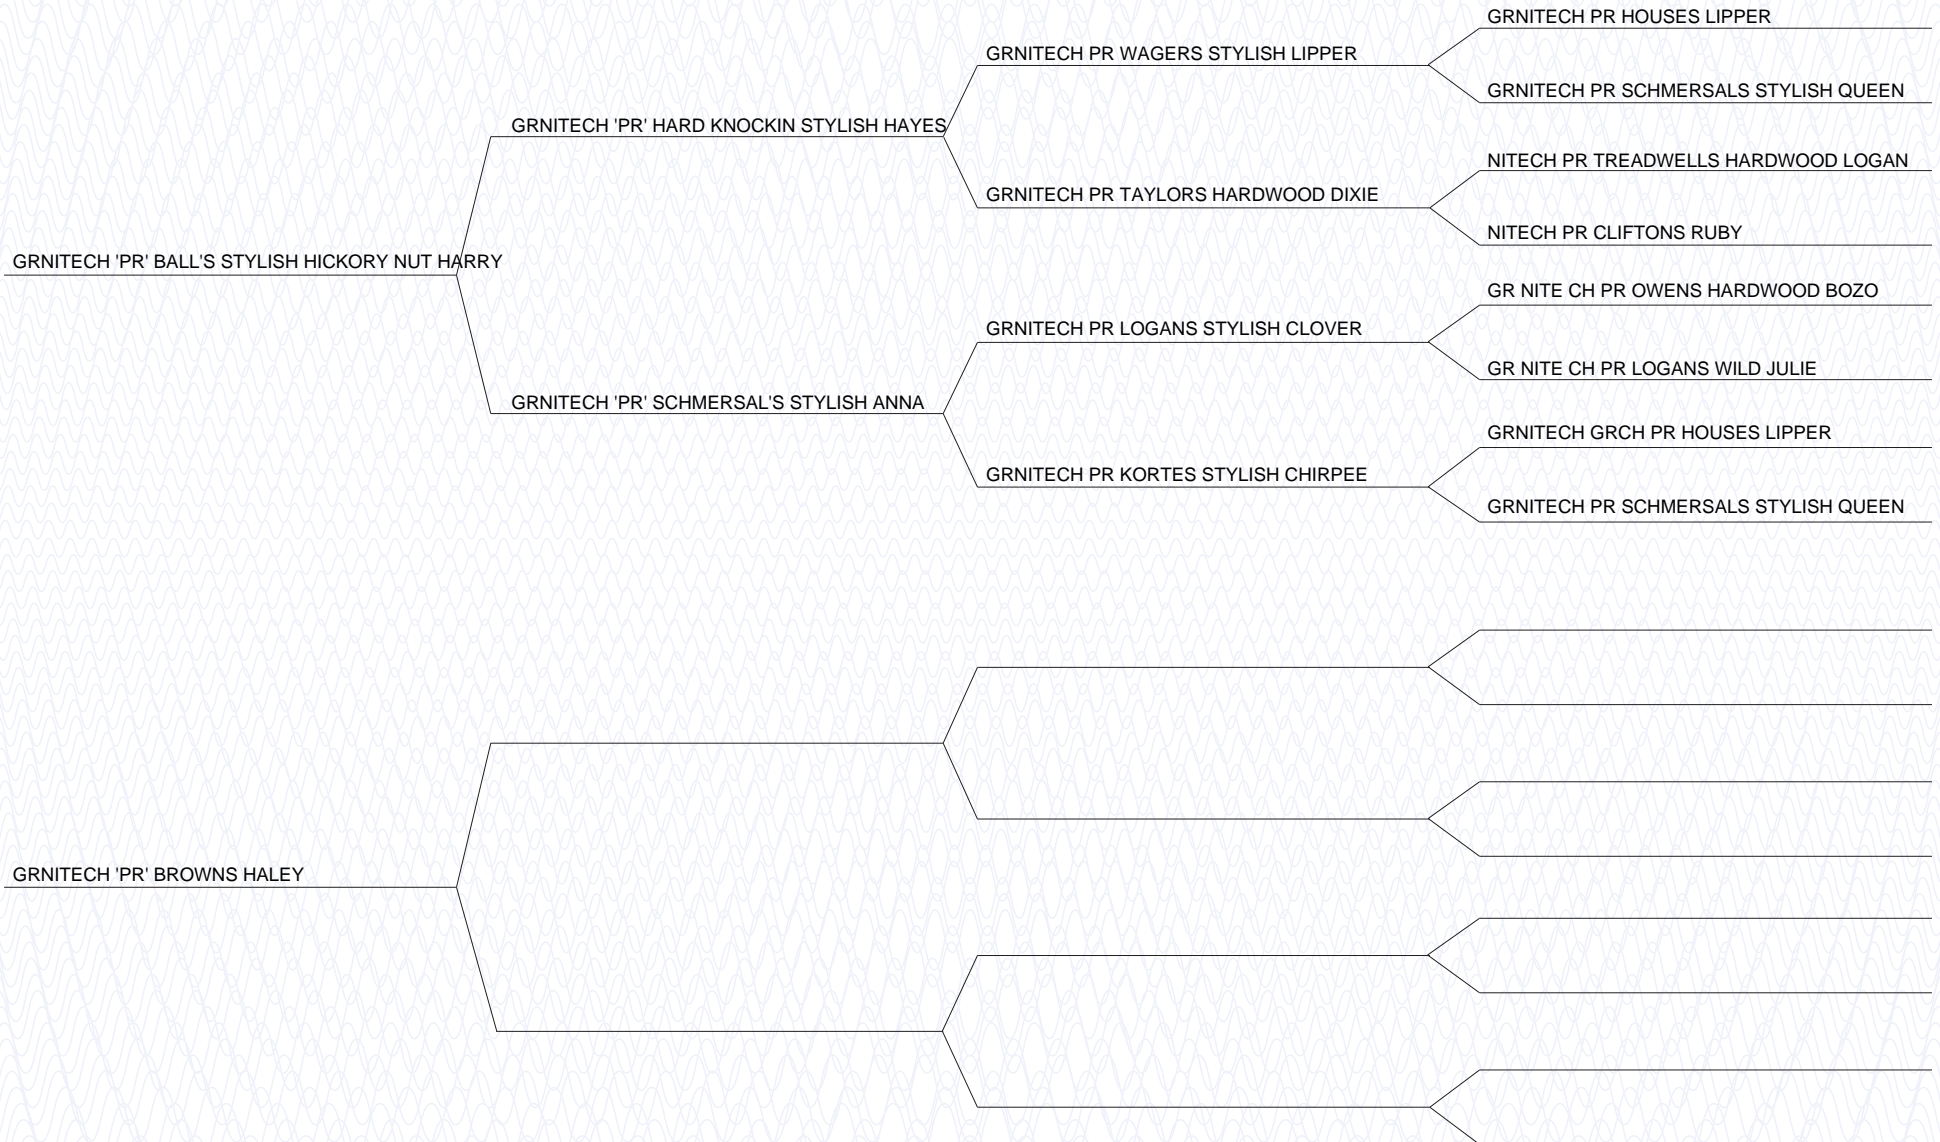 GRNITECH PR HOUSES LIPPER
GRNITECH PR WAGERS STYLISH LIPPER
GRNITECH PR SCHMERSALS STYLISH QUEEN
GRNITECH 'PR' HARD KNOCKIN STYLISH HAYES
NITECH PR TREADWELLS HARDWOOD LOGAN
GRNITECH PR TAYLORS HARDWOOD DIXIE
NITECH PR CLIFTONS RUBY
GRNITECH 'PR' BALL'S STYLISH HICKORY NUT HARRY
GR NITE CH PR OWENS HARDWOOD BOZO
GRNITECH PR LOGANS STYLISH CLOVER
GR NITE CH PR LOGANS WILD JULIE
GRNITECH 'PR' SCHMERSAL'S STYLISH ANNA
GRNITECH GRCH PR HOUSES LIPPER
GRNITECH PR KORTES STYLISH CHIRPEE
GRNITECH PR SCHMERSALS STYLISH QUEEN
GRNITECH 'PR' BROWNS HALEY